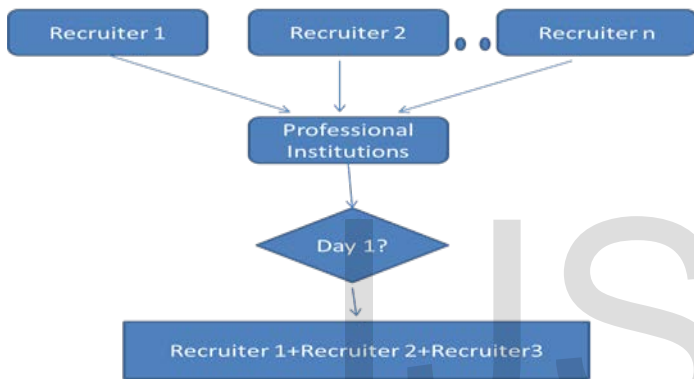 Recruiter 1
Recruiter 2
Recruiter n
Professional
Institutions
Day 1?
Recruiter 1+Recruiter 2+Recruiter3